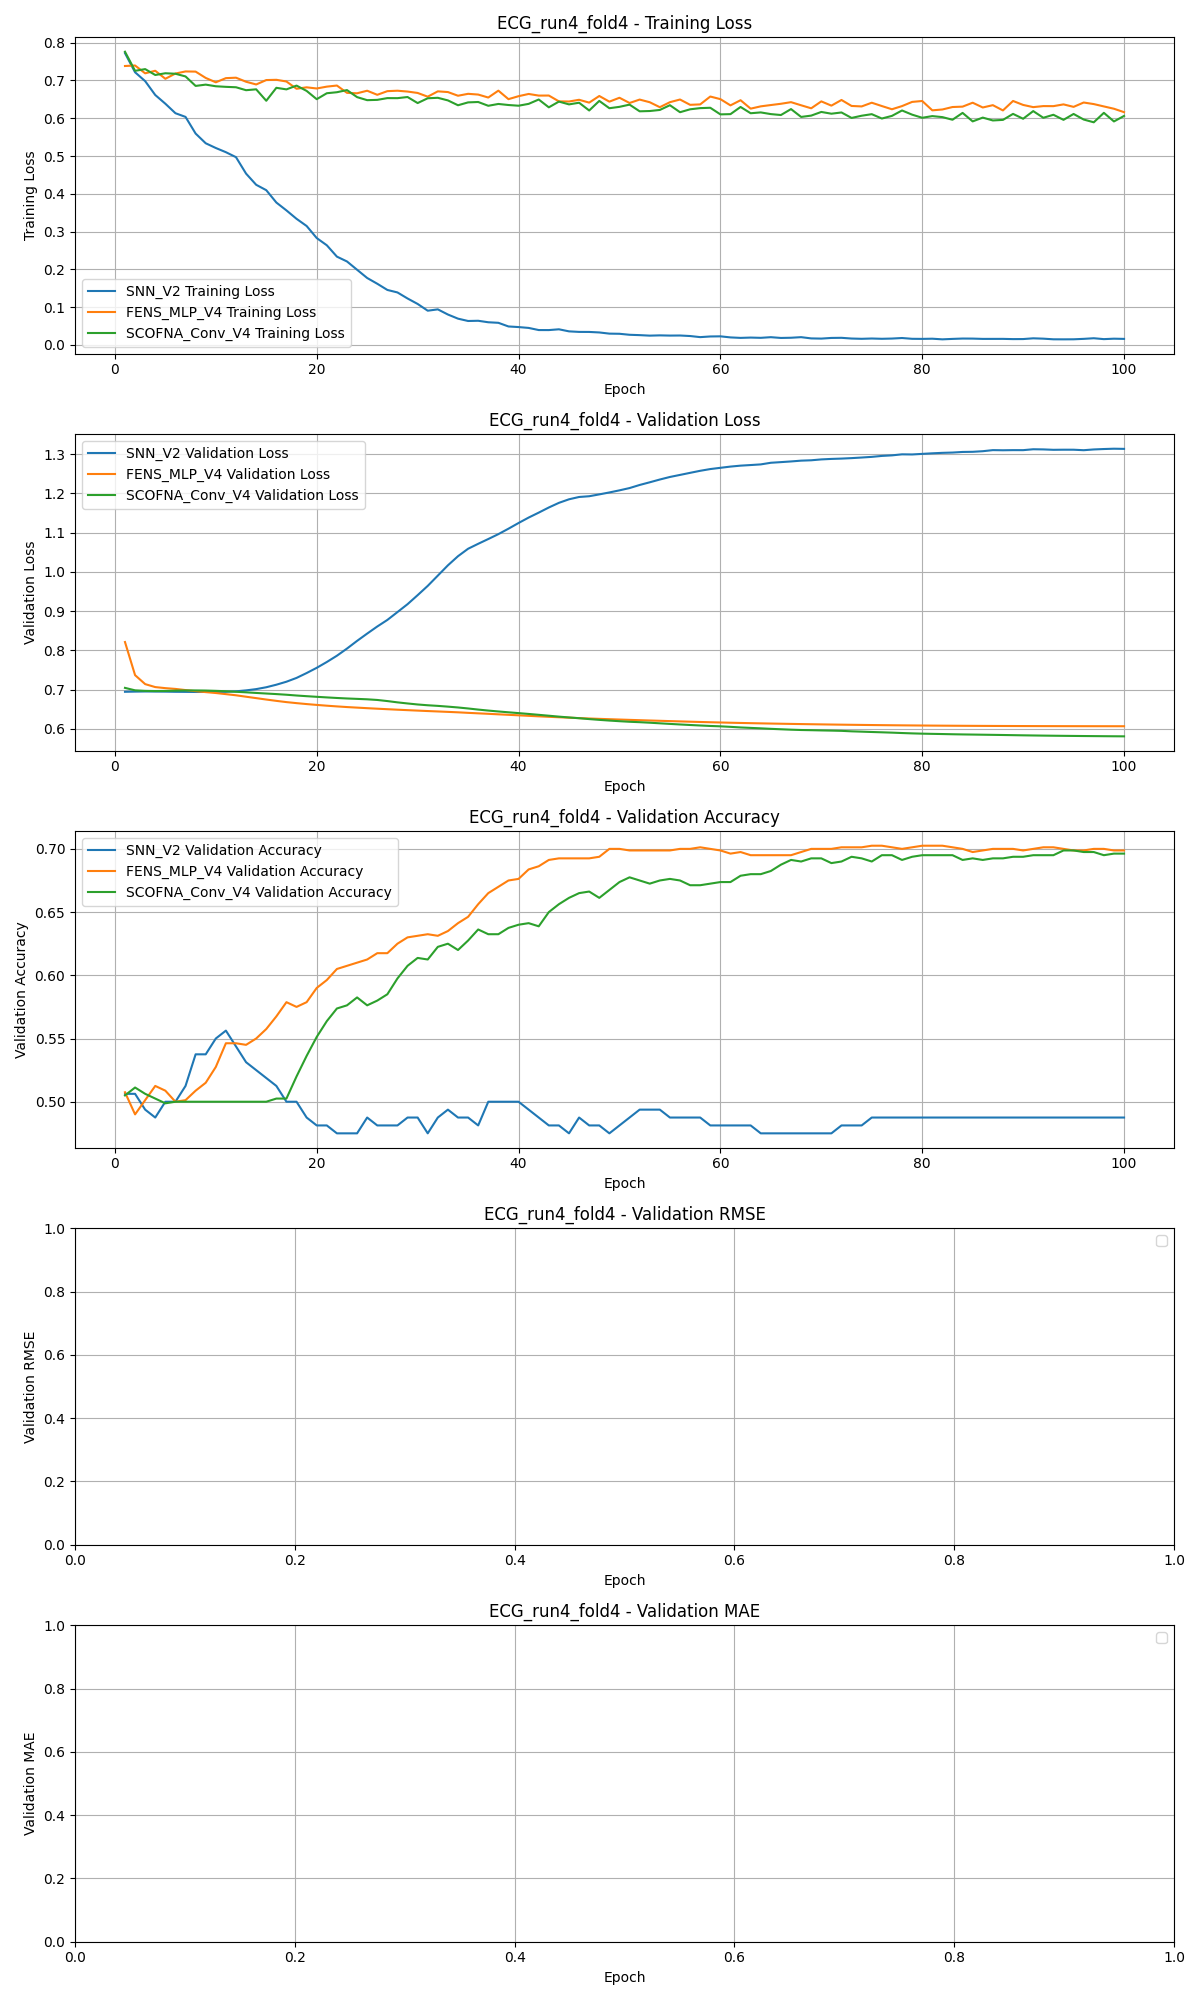 ECG_run4_fold4 - Training Loss
0.8
0.7
0.6
0.5
0.4
0.3
0.2
0.1
0.0
Training Loss
SNN_V2 Training Loss
FENS_MLP_V4 Training Loss
SCOFNA_Conv_V4 Training Loss
0 20 40 60 80 100
Epoch
ECG_run4_fold4 - Validation Loss
1.3
1.2
1.1
1.0
0.9
0.8
0.7
0.6
Validation Loss
SNN_V2 Validation Loss
FENS_MLP_V4 Validation Loss
SCOFNA_Conv_V4 Validation Loss
0 20 40 60 80 100
Epoch
ECG_run4_fold4 - Validation Accuracy
0.70
0.65
0.60
0.55
0.50
Validation Accuracy
SNN_V2 Validation Accuracy
FENS_MLP_V4 Validation Accuracy
SCOFNA_Conv_V4 Validation Accuracy
0 20 40 60 80 100
Epoch
ECG_run4_fold4 - Validation RMSE
1.0
0.8
0.6
0.4
0.2
0.0
Validation RMSE
0.0 0.2 0.4 0.6 0.8 1.0
Epoch
ECG_run4_fold4 - Validation MAE
1.0
0.8
0.6
0.4
0.2
0.0
Validation MAE
0.0 0.2 0.4 0.6 0.8 1.0
Epoch